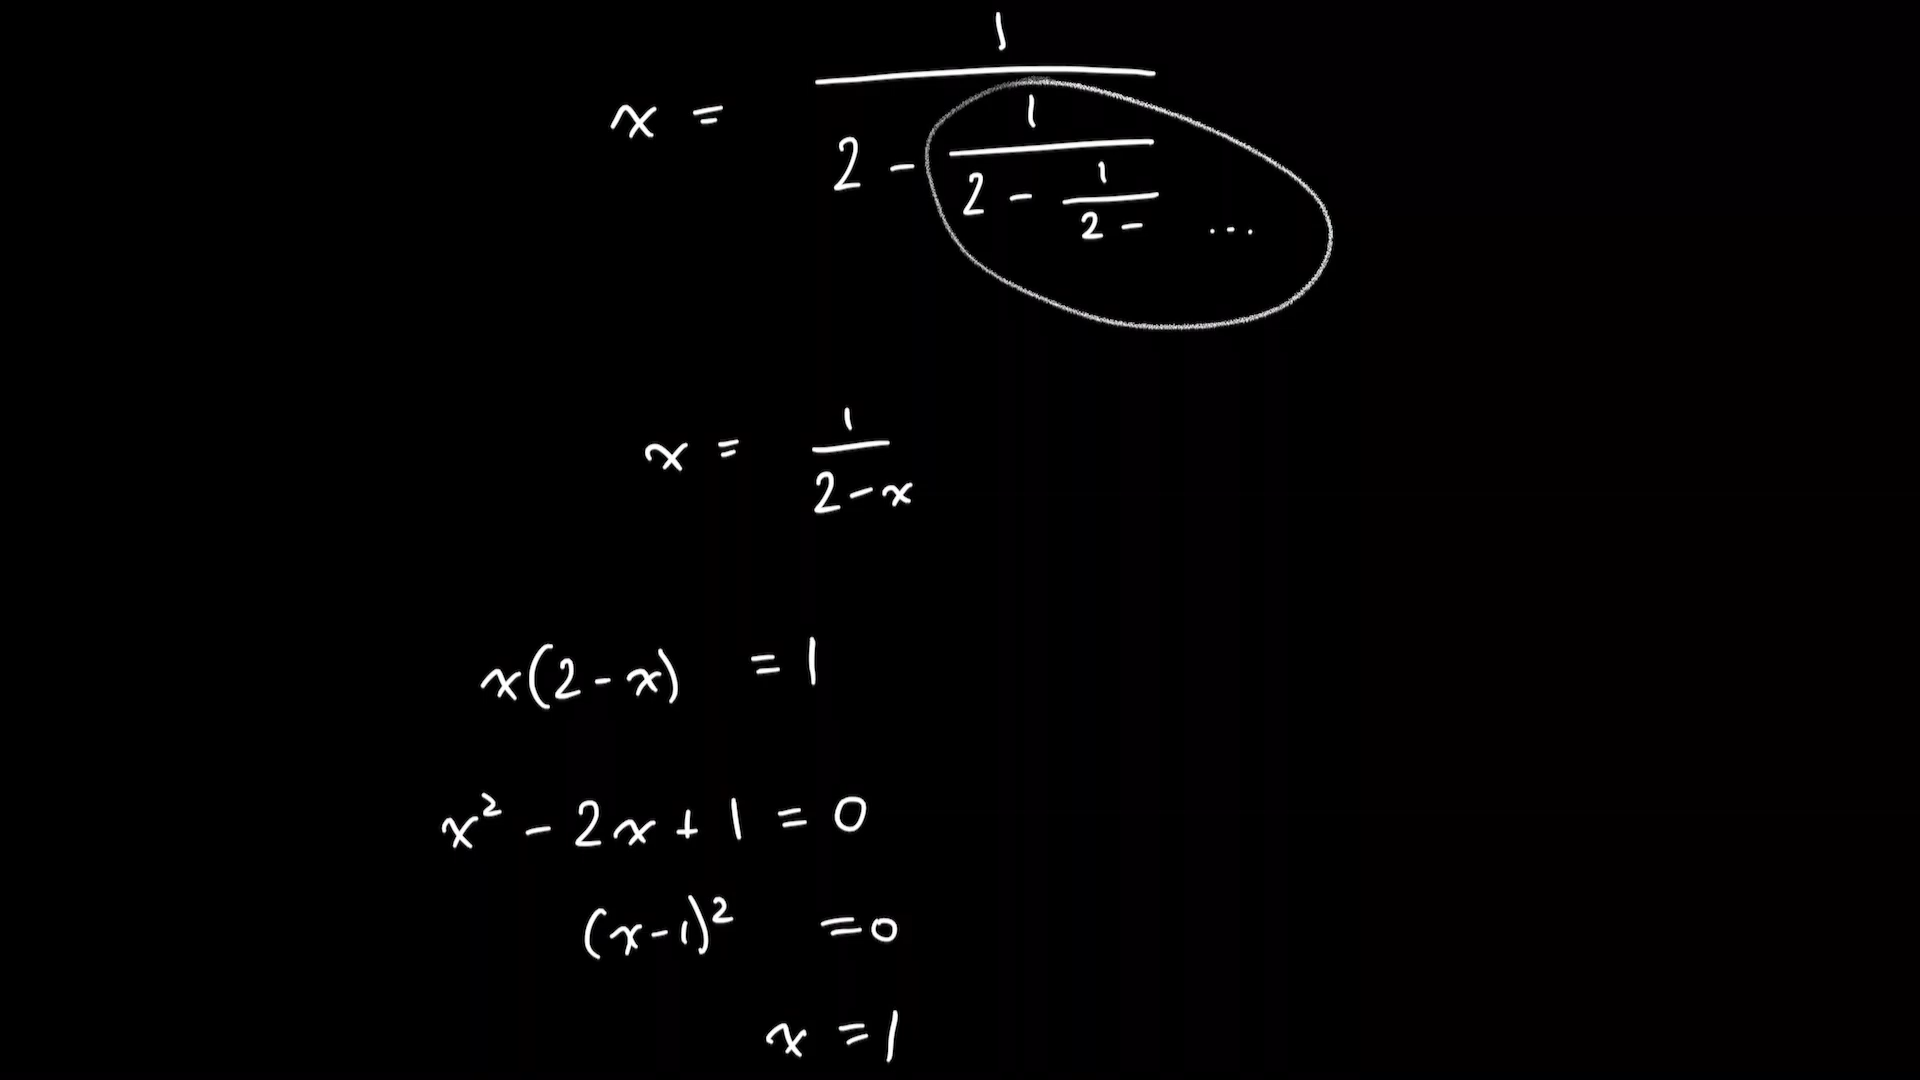 x = 1 / (2 - 1 / (2 - 1 / (2 - ...
x = 1 / (2 - x)
x(2 - x) = 1
x² - 2x + 1 = 0
(x - 1)² = 0
x = 1